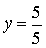 y = 5/5